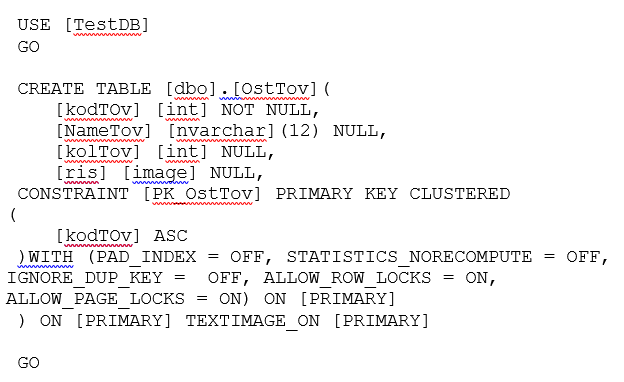 USE [TestDB]
GO
CREATE TABLE [dbo].[OstTov](
[kodTOv] [int] NOT NULL,
[NameTov] [nvarchar](12) NULL,
[kolTov] [int] NULL,
[ris] [image] NULL,
CONSTRAINT [PK_OstTov] PRIMARY KEY CLUSTERED
(
[kodTOv] ASC
)WITH (PAD_INDEX = OFF, STATISTICS_NORECOMPUTE = OFF,
IGNORE_DUP_KEY = OFF, ALLOW_ROW_LOCKS = ON,
ALLOW_PAGE_LOCKS = ON) ON [PRIMARY]
) ON [PRIMARY] TEXTIMAGE_ON [PRIMARY]
GO